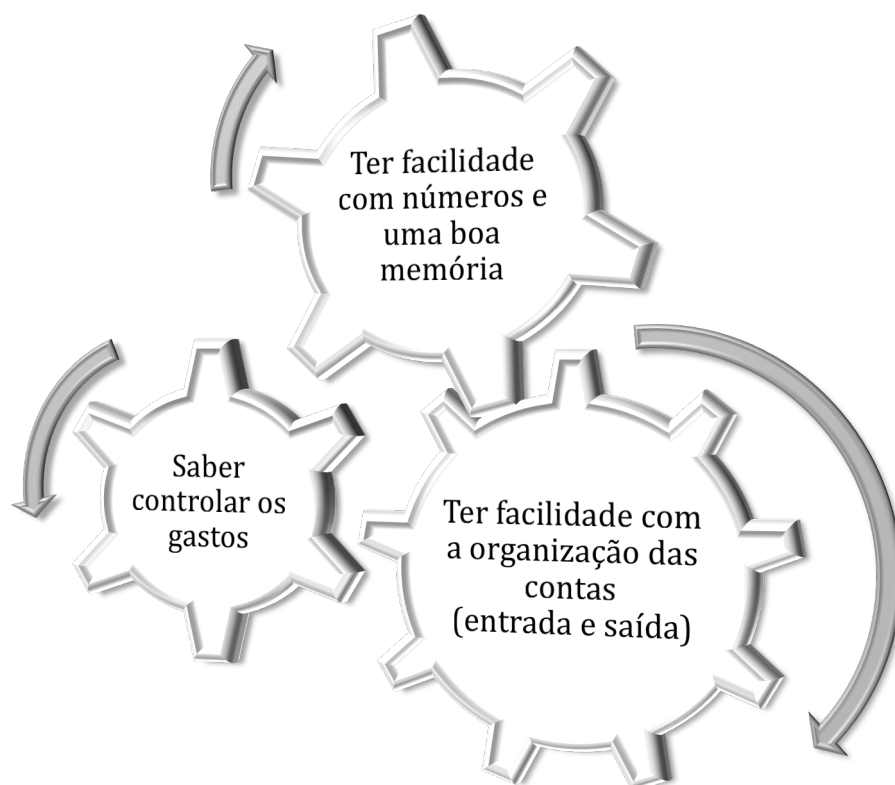 Ter facilidade
com números e
uma boa
memória
Saber
controlar os
gastos
Ter facilidade com
a organização das
contas
(entrada e saída)